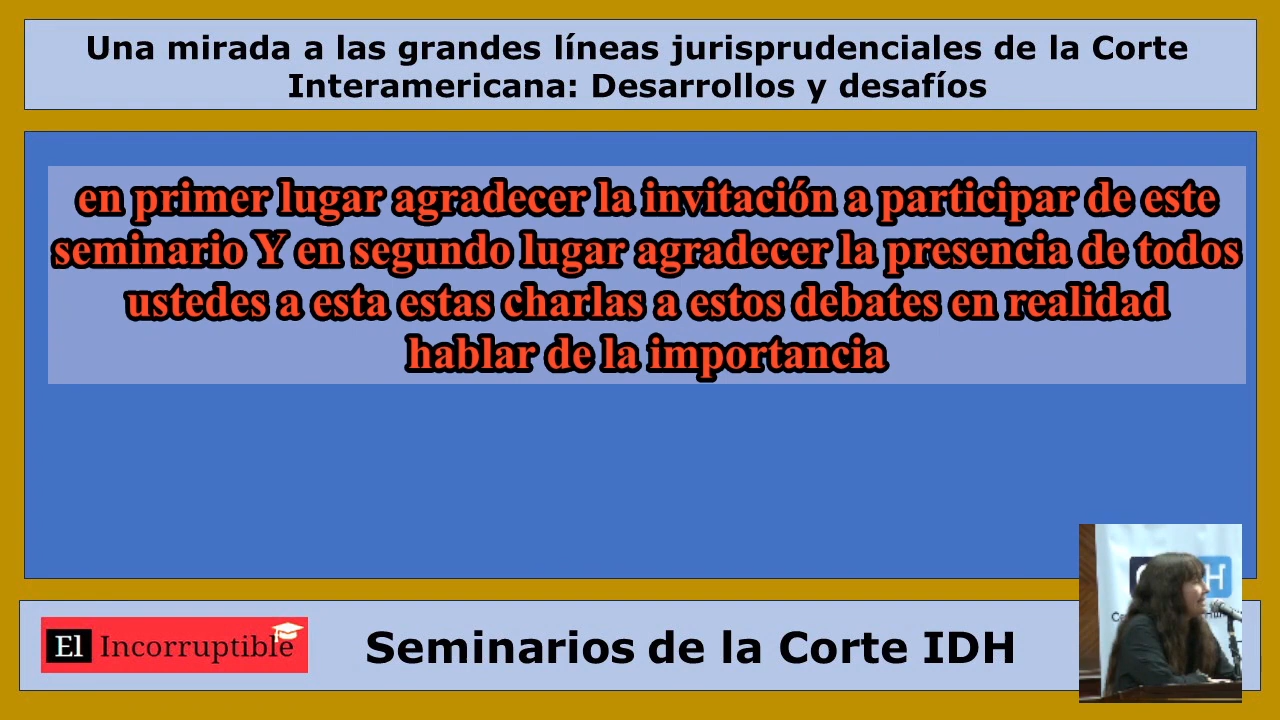 Una mirada a las grandes líneas jurisprudenciales de la Corte
Interamericana: Desarrollos y desafíos
en primer lugar agradecer la invitación a participar de este
seminario Y en segundo lugar agradecer la presencia de todos
ustedes a esta estas charlas a estos debates en realidad
hablar de la importancia
El Incorruptible
Seminarios de la Corte IDH